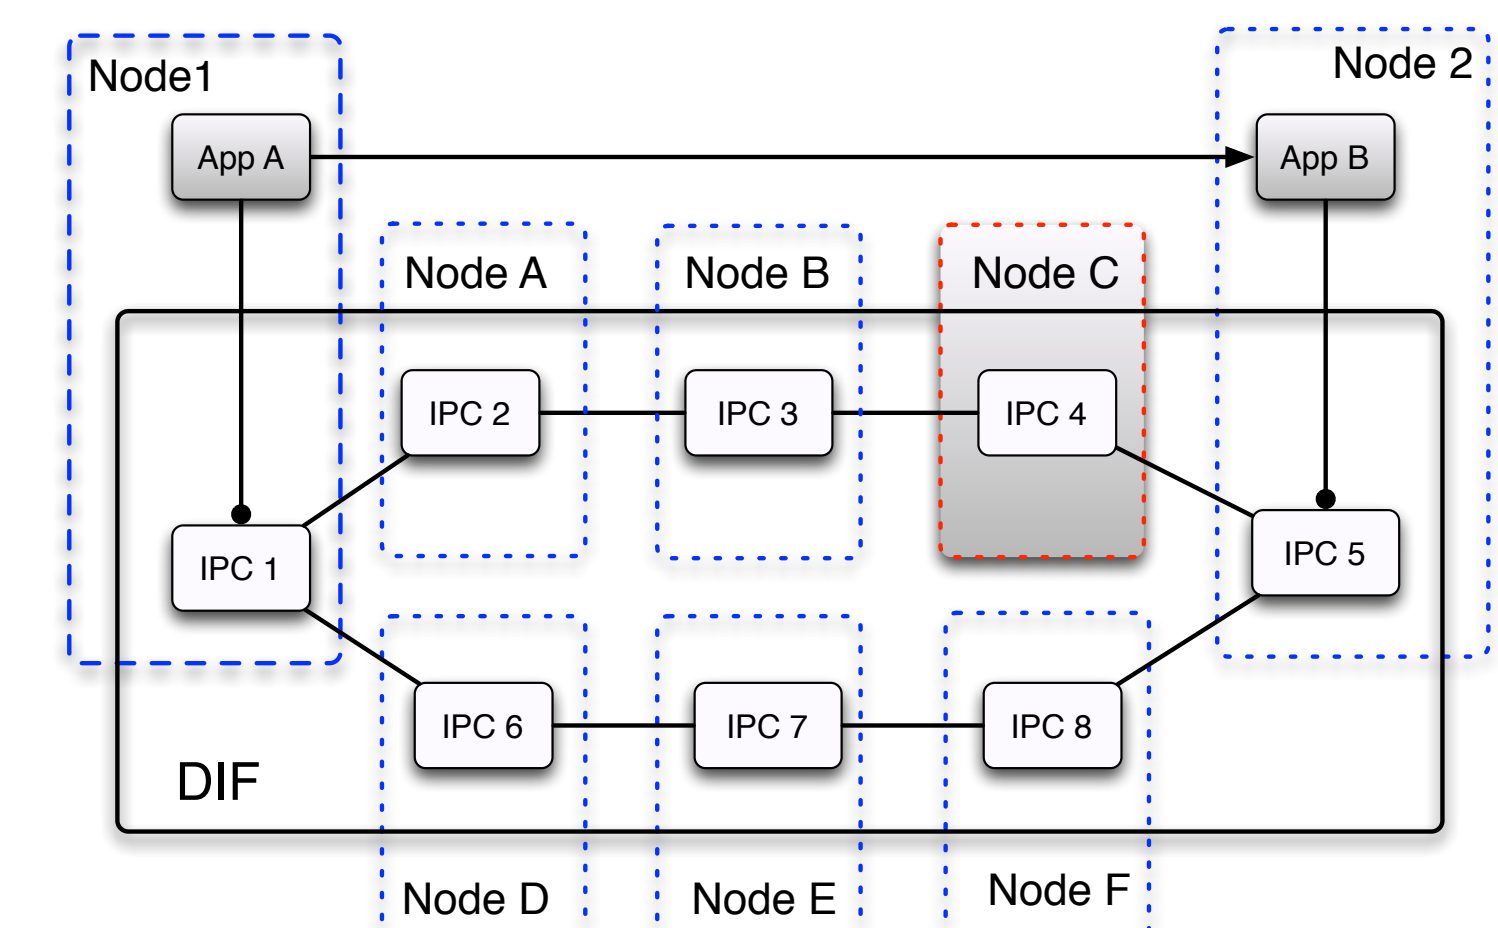 Node1
Node 2
App A
App B
Node A
Node B
Node C
IPC 2
IPC 3
IPC 4
IPC 1
IPC 5
IPC 6
IPC 7
IPC 8
DIF
Node D
Node E
Node F